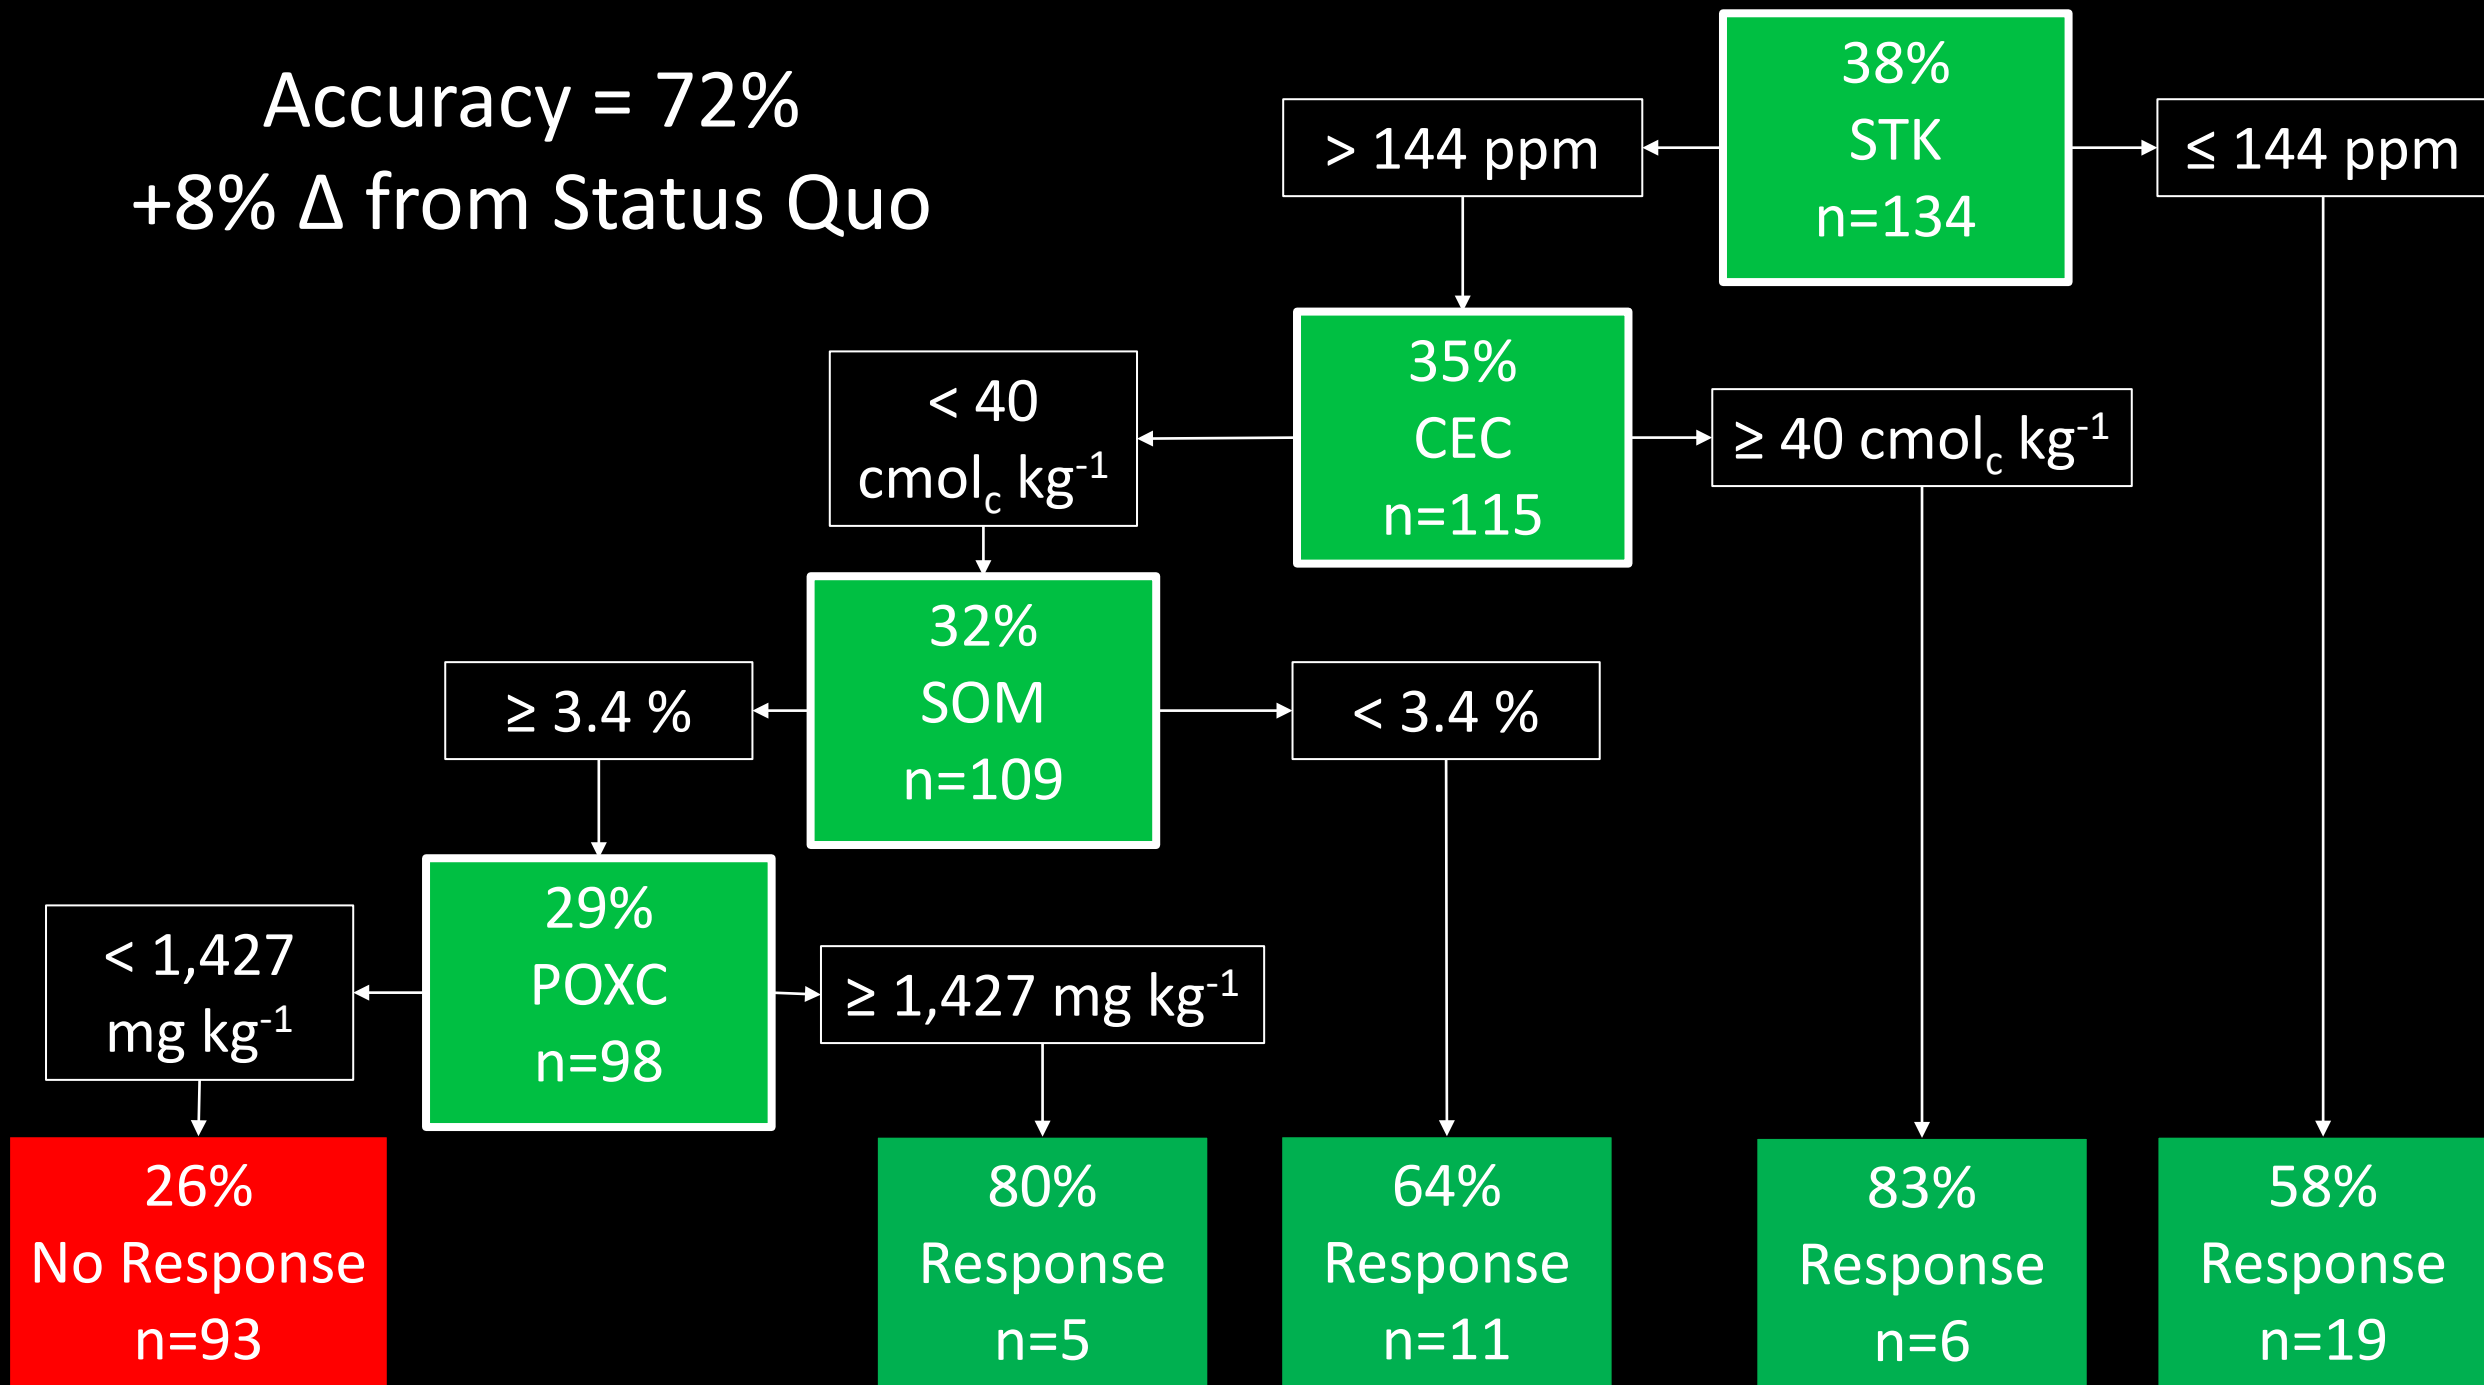 Accuracy = 72%
+8% Δ from Status Quo
38%
STK
n=134
> 144 ppm
≤ 144 ppm
35%
CEC
n=115
< 40
cmolc kg-1
≥ 40 cmolc kg-1
32%
SOM
n=109
≥ 3.4 %
< 3.4 %
29%
POXC
n=98
< 1,427
mg kg-1
≥ 1,427 mg kg-1
26%
No Response
n=93
80%
Response
n=5
64%
Response
n=11
83%
Response
n=6
58%
Response
n=19